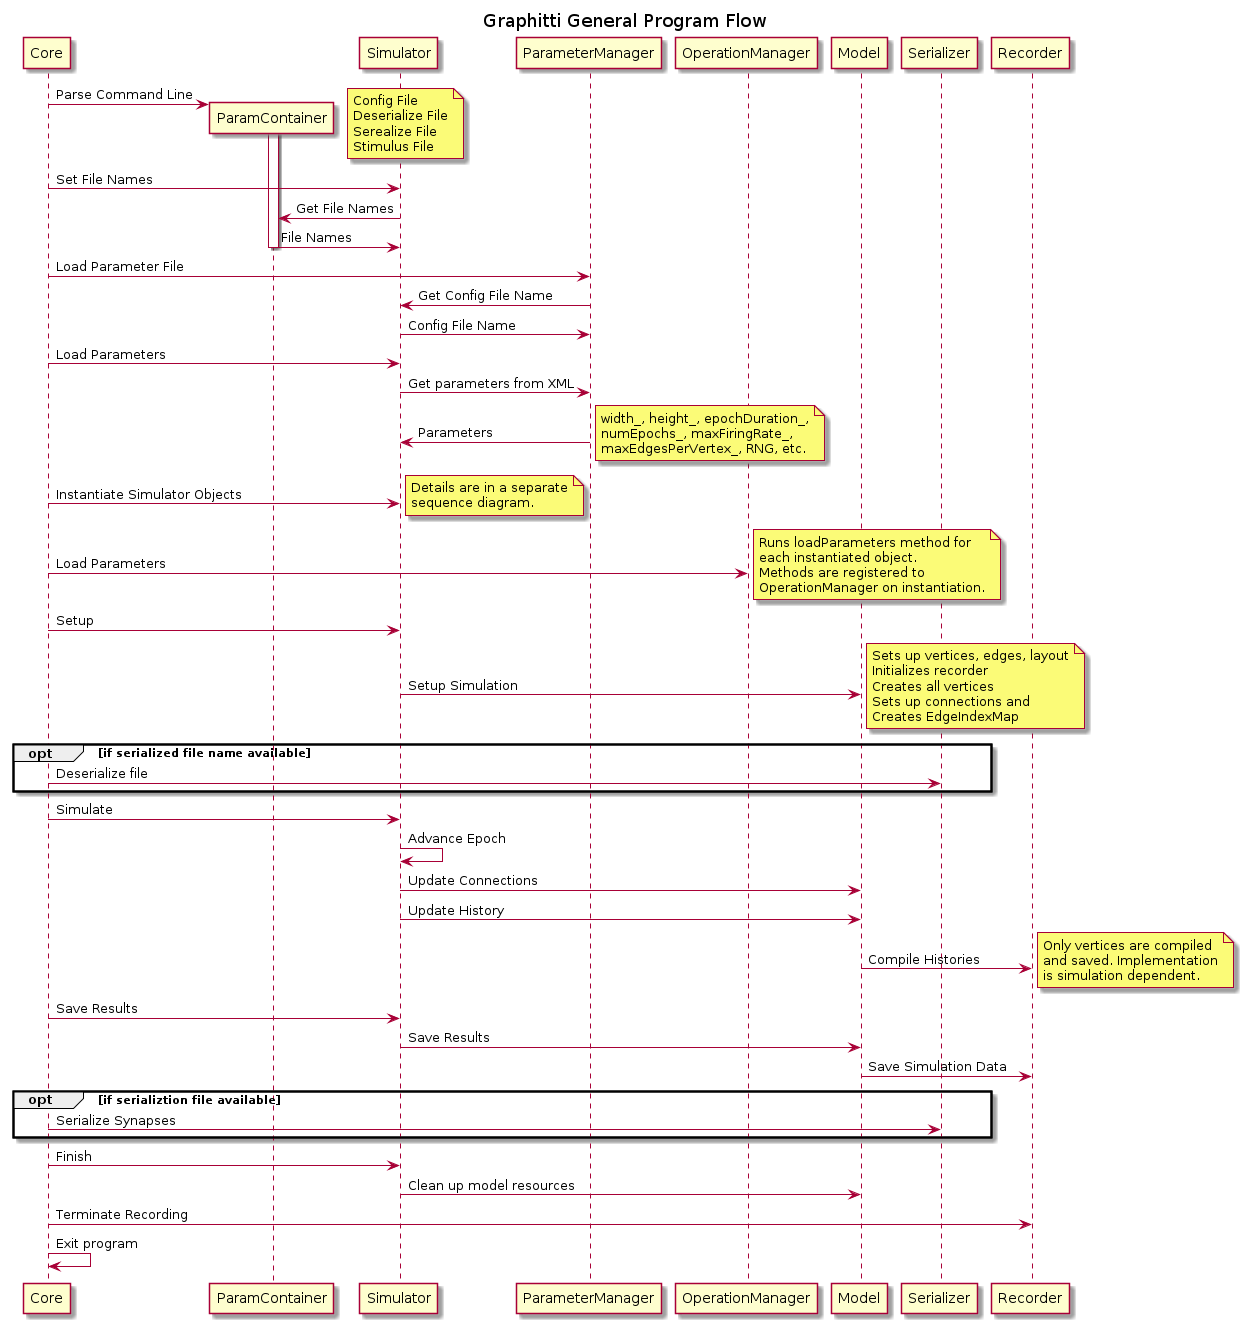 Graphitti General Program Flow
Core
Simulator
ParameterManager
OperationManager
Model
Serializer
Recorder
Parse Command Line
ParamContainer
Config File
Deserialize File
Serealize File
Stimulus File
Set File Names
Get File Names
File Names
Load Parameter File
Get Config File Name
Config File Name
Load Parameters
Get parameters from XML
Parameters
width_, height_, epochDuration_,
numEpochs_, maxFiringRate_,
maxEdgesPerVertex_, RNG, etc.
Instantiate Simulator Objects
Details are in a separate
sequence diagram.
Load Parameters
Runs loadParameters method for
each instantiated object.
Methods are registered to
OperationManager on instantiation.
Setup
Setup Simulation
Sets up vertices, edges, layout
Initializes recorder
Creates all vertices
Sets up connections and
Creates EdgeIndexMap
opt
[if serialized file name available]
Deserialize file
Simulate
Advance Epoch
Update Connections
Update History
Compile Histories
Only vertices are compiled
and saved. Implementation
is simulation dependent.
Save Results
Save Results
Save Simulation Data
opt
[if serializtion file available]
Serialize Synapses
Finish
Clean up model resources
Terminate Recording
Exit program
Core
ParamContainer
Simulator
ParameterManager
OperationManager
Model
Serializer
Recorder